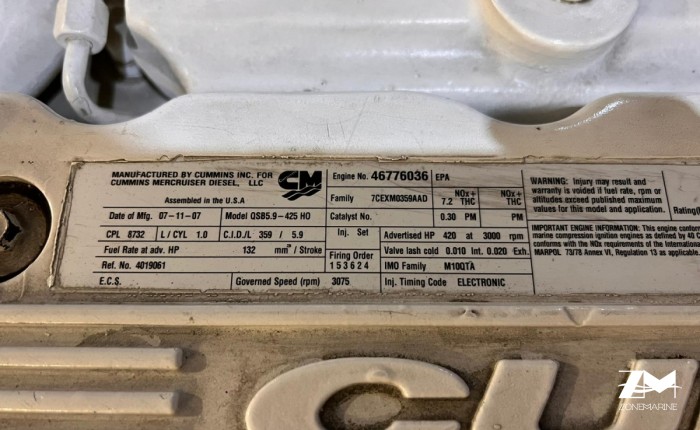 MANUFACTURED BY CUMMINS INC. FOR
CUMMINS MERCRUISER DIESEL, LLC
CM
Assembled in the U.S.A
Engine No. 46776036 EPA
Family 7CEXM0359AAD 7.2 NOx+ THC NOx+ THC
Date of Mfg. 07-11-07 Model QSB5.9-425 HO
Catalyst No. 0.30 PM PM
CPL 8732 L/CYL 1.0 C.I.D./L 359 / 5.9
Inj. Set Advertised HP 420 at 3000 rpm
Fuel Rate at adv. HP 132 mm³ / Stroke
Firing Order
153624
Valve lash cold 0.010 Int. 0.020 Exh.
Ref. No. 4019061
IMO Family M10QTA
E.C.S. Governed Speed (rpm) 3075
Inj. Timing Code ELECTRONIC
WARNING: Injury may result and
warranty is voided if fuel rate, rpm or
altitudes exceed published maximum
values for this model and application.
Rating/
IMPORTANT ENGINE INFORMATION: This engine conform
marine compression ignition engines as defined by 40 C
conforms with the NOx requirements of the International
MARPOL 73/78 Annex VI, Regulation 13 as applicable.
CU
ZM
ZONEMARINE